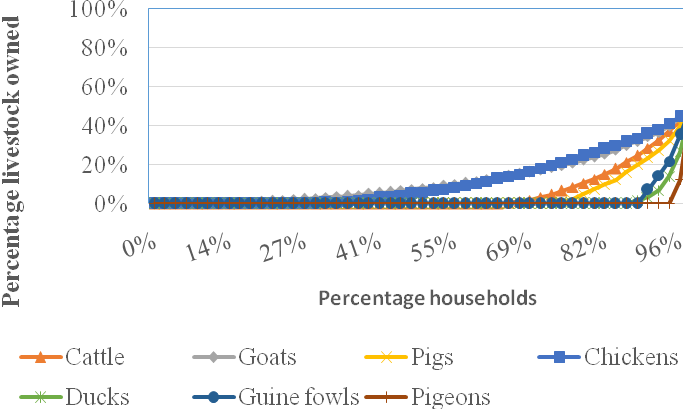 Percentage livestock owned
100%
80%
60%
40%
20%
0%
0% 14% 27% 41% 55% 69% 82% 96%
Percentage households
Cattle Goats Pigs Chickens
Ducks Guine fowls Pigeons